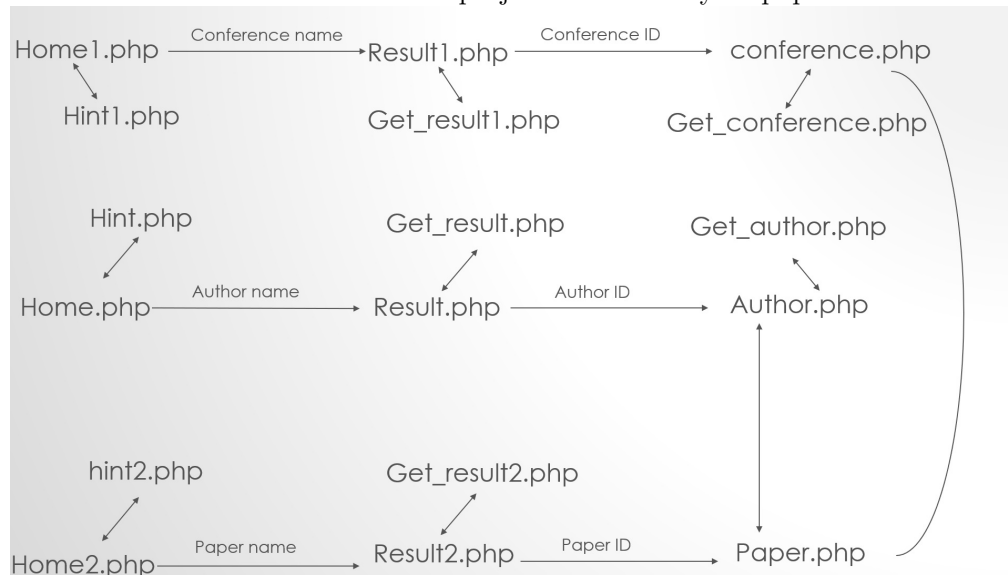 Home1.php Conference name Result1.php Conference ID conference.php
Hint1.php Get_result1.php Get_conference.php
Hint.php Get_result.php Get_author.php
Home.php Author name Result.php Author ID Author.php
hint2.php Get_result2.php
Home2.php Paper name Result2.php Paper ID Paper.php